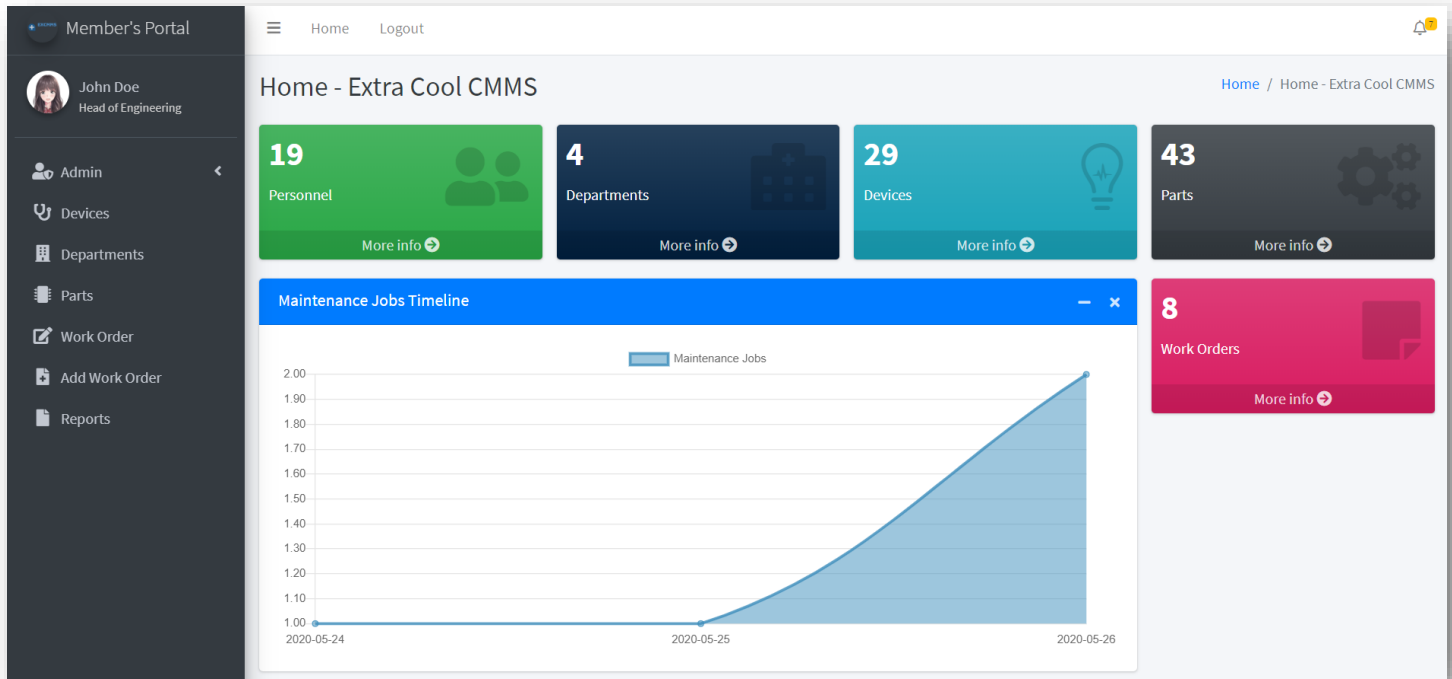 Member's Portal
Home
Logout
7
John Doe
Head of Engineering
Admin
Devices
Departments
Parts
Work Order
Add Work Order
Reports
Home - Extra Cool CMMS
Home / Home - Extra Cool CMMS
19
Personnel
More info
4
Departments
More info
29
Devices
More info
43
Parts
More info
Maintenance Jobs Timeline
Maintenance Jobs
2.00
1.90
1.80
1.70
1.60
1.50
1.40
1.30
1.20
1.10
1.00
2020-05-24
2020-05-25
2020-05-26
8
Work Orders
More info